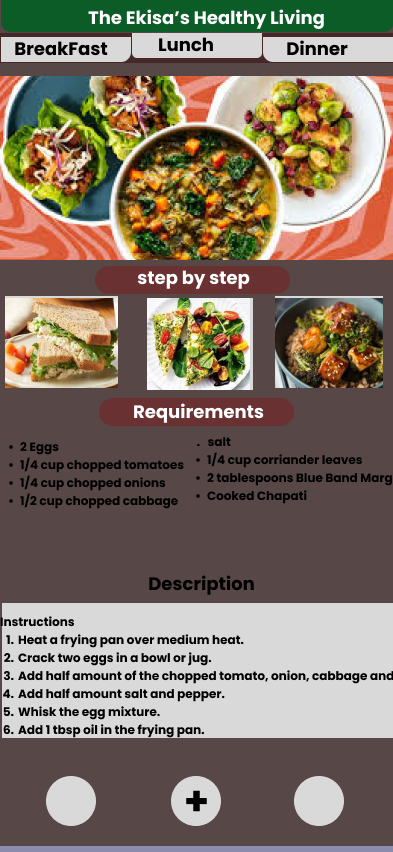 The Ekisa’s Healthy Living
BreakFast
Lunch
Dinner
step by step
Requirements
• 2 Eggs
• 1/4 cup chopped tomatoes
• 1/4 cup chopped onions
• 1/2 cup chopped cabbage
. salt
• 1/4 cup corriander leaves
• 2 tablespoons Blue Band Marg
• Cooked Chapati
Description
Instructions
1. Heat a frying pan over medium heat.
2. Crack two eggs in a bowl or jug.
3. Add half amount of the chopped tomato, onion, cabbage and
4. Add half amount salt and pepper.
5. Whisk the egg mixture.
6. Add 1 tbsp oil in the frying pan.
+